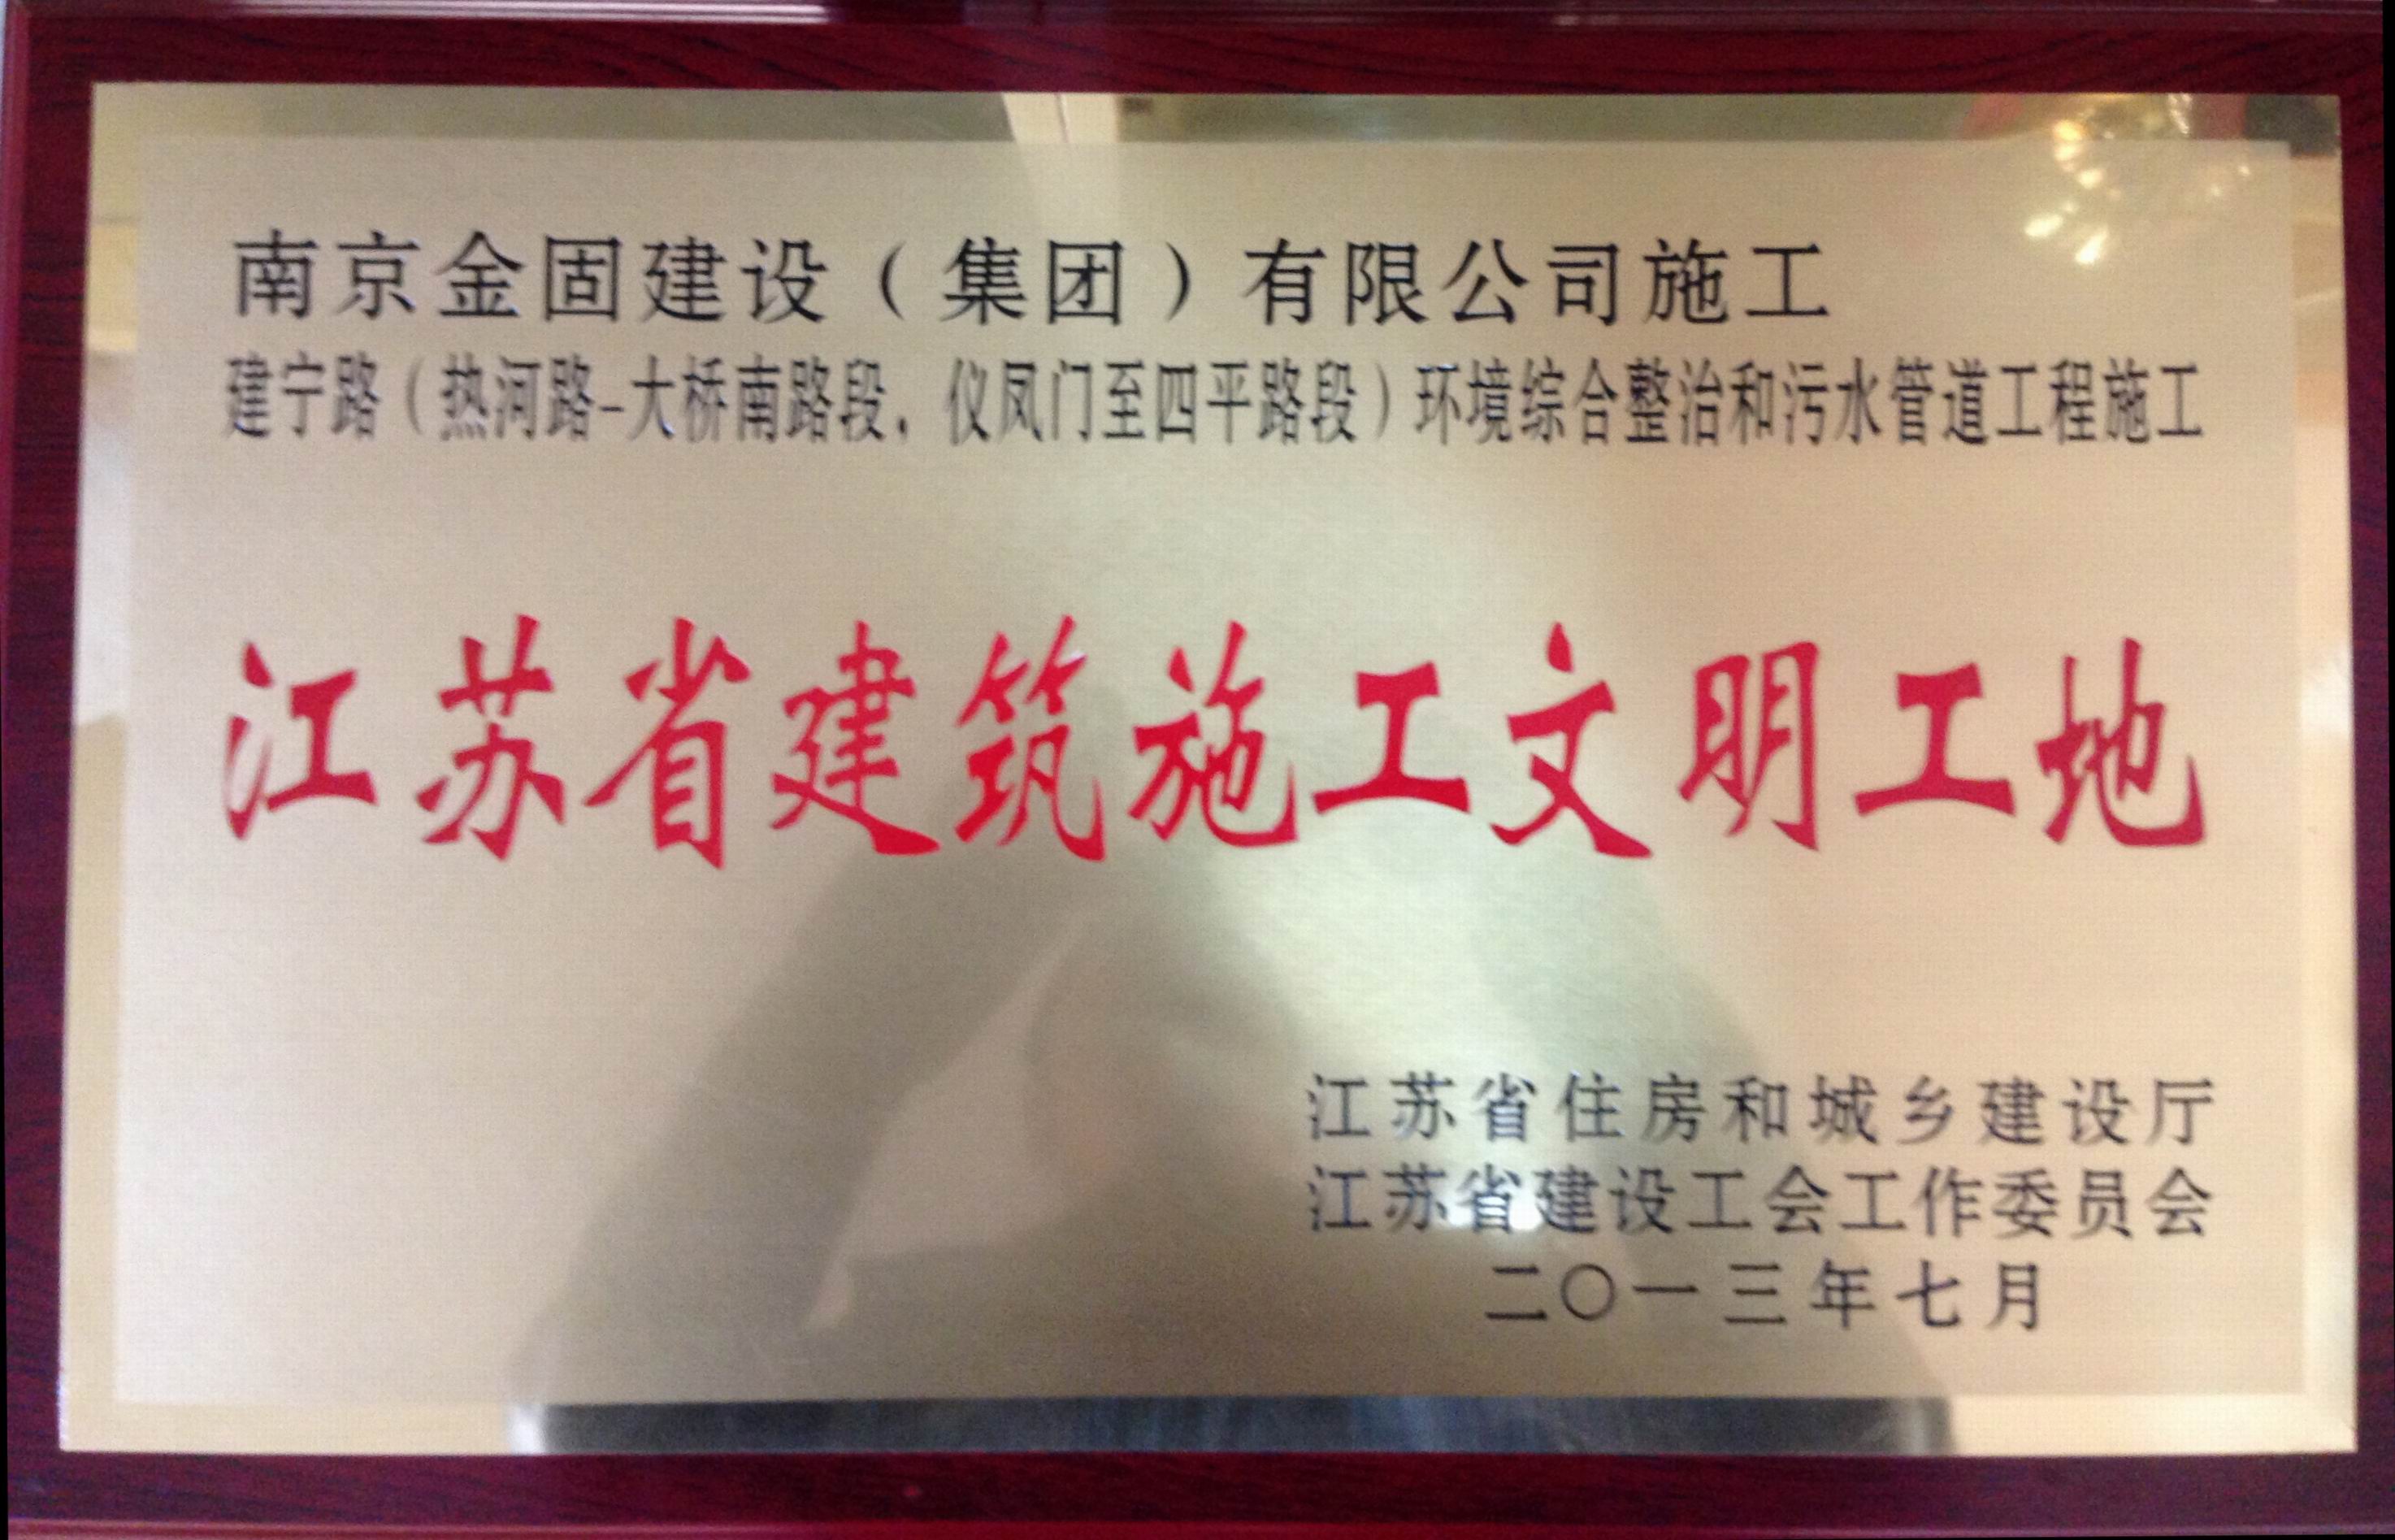 南京金固建设（集团）有限公司施工
建宁路（热河路-大桥南路段，仪凤门至四平路段）环境综合整治和污水管道工程施工
江苏省建筑施工文明工地
江苏省住房和城乡建设厅
江苏省建设工会工作委员会
二〇一三年七月